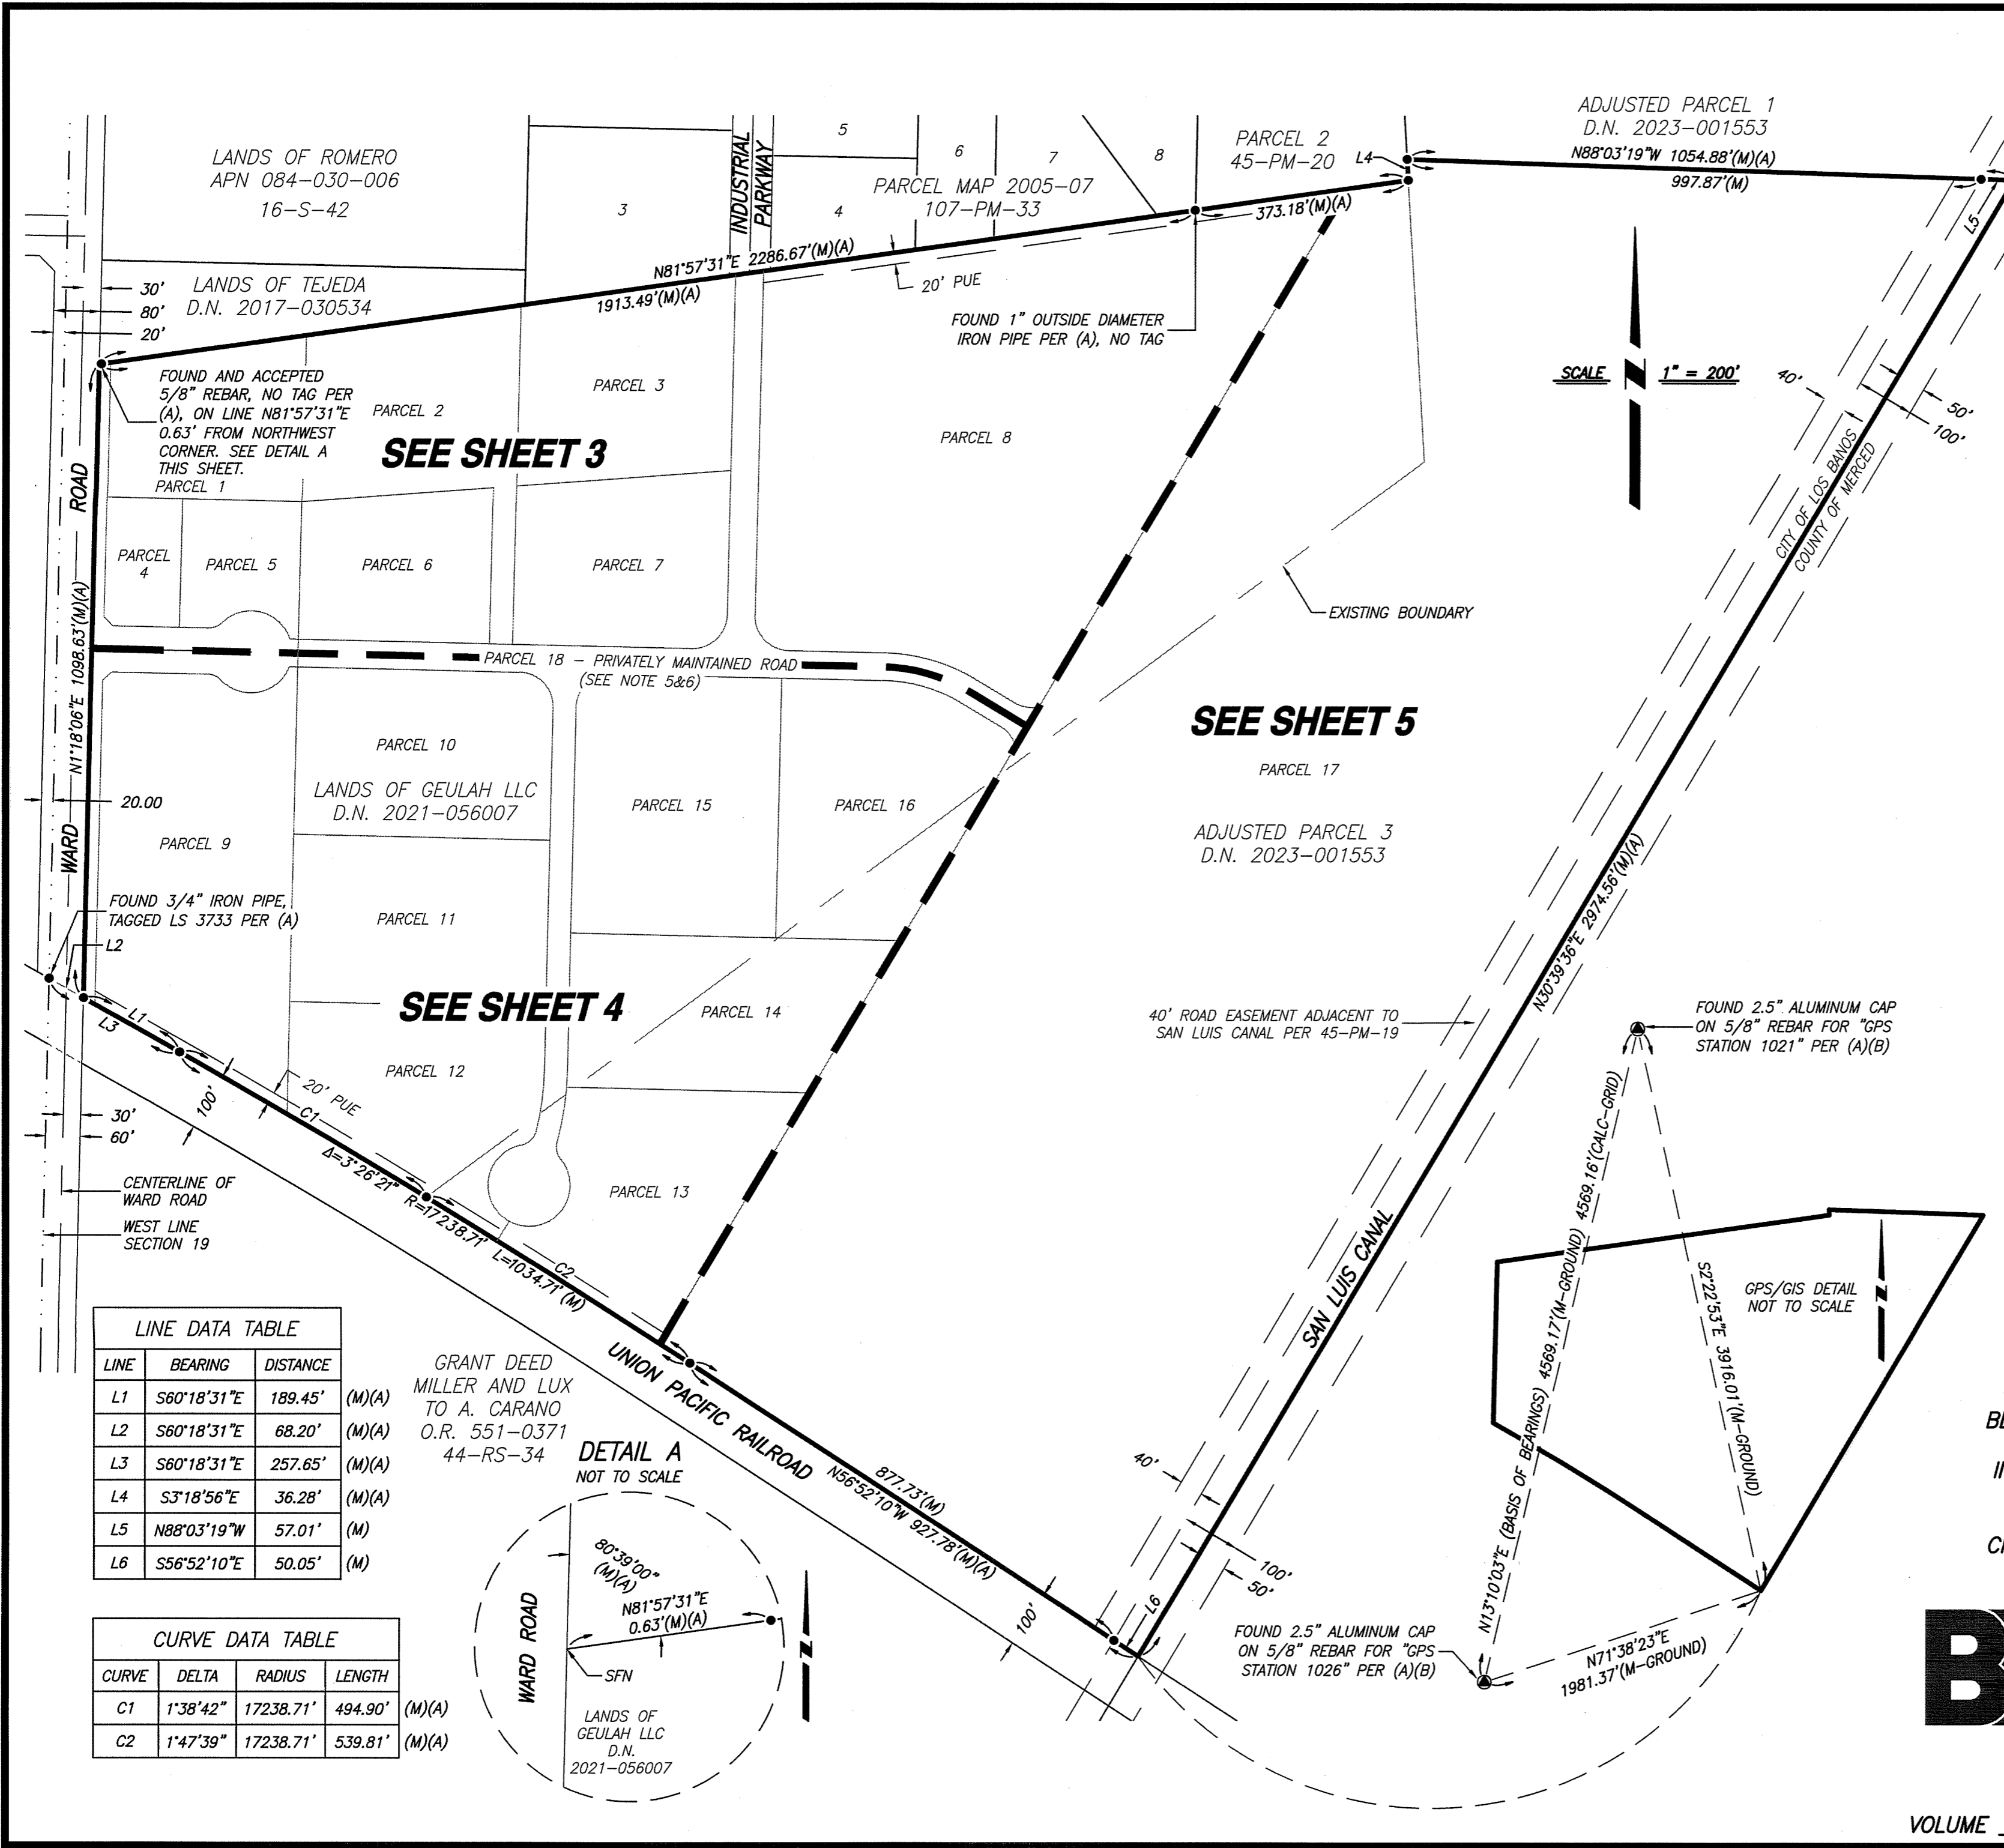 LANDS OF ROMERO
APN 084-030-006
16-S-42
LANDS OF TEJEDA
D.N. 2017-030534
30'
80'
20'
3
INDUSTRIAL
PARKWAY
5
6
7
8
4
PARCEL MAP 2005-07
107-PM-33
PARCEL 2
45-PM-20
L4
ADJUSTED PARCEL 1
D.N. 2023-001553
N88°03'19"W 1054.88'(M)(A)
997.87'(M)
L5
N81°57'31"E 2286.67'(M)(A)
1913.49'(M)(A)
373.18'(M)(A)
20' PUE
FOUND 1" OUTSIDE DIAMETER
IRON PIPE PER (A), NO TAG
SCALE N 1" = 200'
FOUND AND ACCEPTED
5/8" REBAR, NO TAG PER
(A), ON LINE N81°57'31"E
0.63' FROM NORTHWEST
CORNER. SEE DETAIL A
THIS SHEET.
PARCEL 1
PARCEL 2
PARCEL 3
SEE SHEET 3
PARCEL 8
40'
50'
100'
CITY OF LOS BANOS
COUNTY OF MERCED
WARD ROAD
N1°18'06"E 1098.63'(M)(A)
PARCEL
4
PARCEL 5
PARCEL 6
PARCEL 7
EXISTING BOUNDARY
PARCEL 18 - PRIVATELY MAINTAINED ROAD
(SEE NOTE 5&6)
SEE SHEET 5
PARCEL 17
ADJUSTED PARCEL 3
D.N. 2023-001553
PARCEL 10
LANDS OF GEULAH LLC
D.N. 2021-056007
PARCEL 15
PARCEL 16
20.00
PARCEL 9
FOUND 3/4" IRON PIPE,
TAGGED LS 3733 PER (A)
L2
PARCEL 11
SEE SHEET 4
PARCEL 14
PARCEL 12
PARCEL 13
L1
L3
100'
20' PUE
C1
Δ=3°26'21" R=17238.71' L=1034.71' (M)
C2
30'
60'
CENTERLINE OF
WARD ROAD
WEST LINE
SECTION 19
40' ROAD EASEMENT ADJACENT TO
SAN LUIS CANAL PER 45-PM-19
N30°39'36"E 2974.56'(M)(A)
SAN LUIS CANAL
FOUND 2.5" ALUMINUM CAP
ON 5/8" REBAR FOR "GPS
STATION 1021" PER (A)(B)
N13°10'03"E (BASIS OF BEARINGS) 4569.17'(M-GROUND) 4569.16'(CALC-GRID)
S2°22'53"E 3916.01'(M-GROUND)
GPS/GIS DETAIL
NOT TO SCALE
N
LINE DATA TABLE
LINE BEARING DISTANCE
L1 S60°18'31"E 189.45' (M)(A)
L2 S60°18'31"E 68.20' (M)(A)
L3 S60°18'31"E 257.65' (M)(A)
L4 S3°18'56"E 36.28' (M)(A)
L5 N88°03'19"W 57.01' (M)
L6 S56°52'10"E 50.05' (M)
GRANT DEED
MILLER AND LUX
TO A. CARANO
O.R. 551-0371
44-RS-34
UNION PACIFIC RAILROAD
877.73'(M)
N56°52'10"W 927.78'(M)(A)
40'
100'
50'
100'
L6
DETAIL A
NOT TO SCALE
80°39'00"
(M)(A)
N81°57'31"E
0.63'(M)(A)
WARD ROAD
SFN
LANDS OF
GEULAH LLC
D.N.
2021-056007
N
CURVE DATA TABLE
CURVE DELTA RADIUS LENGTH
C1 1°38'42" 17238.71' 494.90' (M)(A)
C2 1°47'39" 17238.71' 539.81' (M)(A)
FOUND 2.5" ALUMINUM CAP
ON 5/8" REBAR FOR "GPS
STATION 1026" PER (A)(B)
N71°38'23"E
1981.37'(M-GROUND)
B
VOLUME